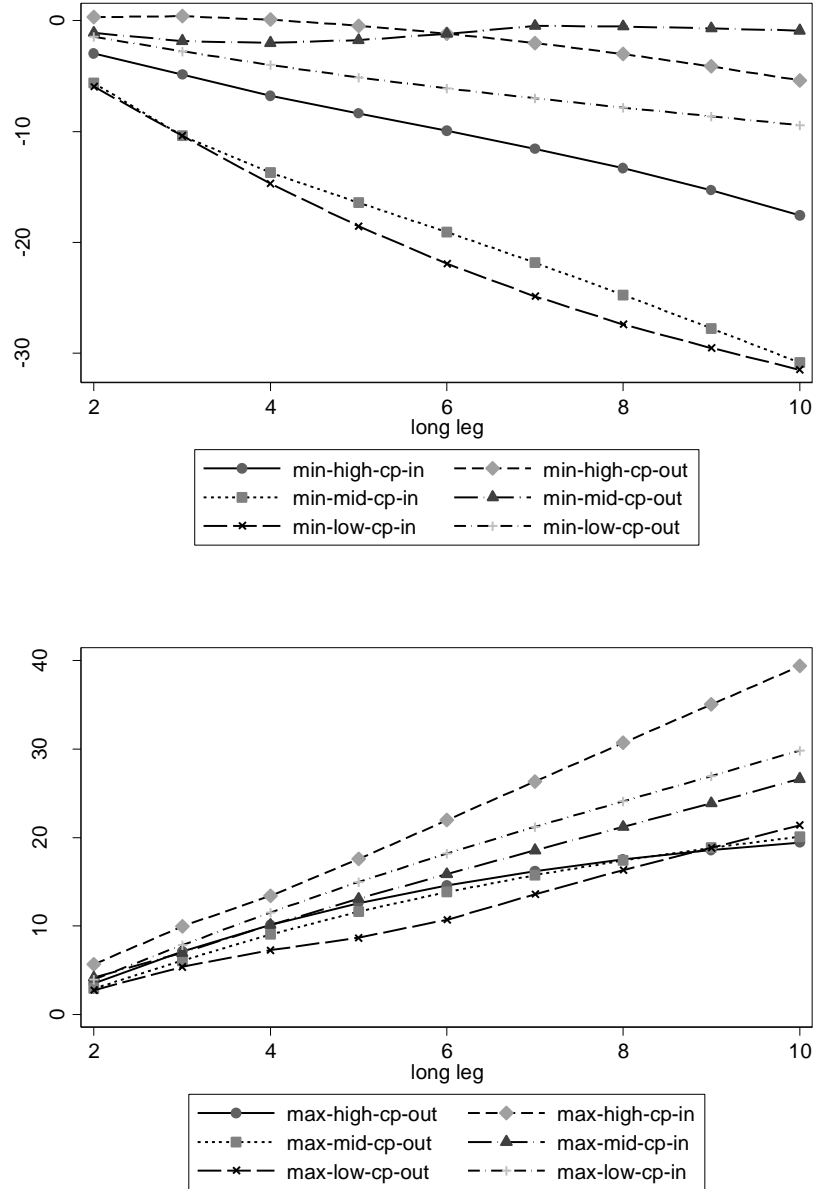 0
-10
-20
-30
2 4 6 8 10
long leg
min-high-cp-in min-high-cp-out
min-mid-cp-in min-mid-cp-out
min-low-cp-in min-low-cp-out
40
30
20
10
0
2 4 6 8 10
long leg
max-high-cp-out max-high-cp-in
max-mid-cp-out max-mid-cp-in
max-low-cp-out max-low-cp-in